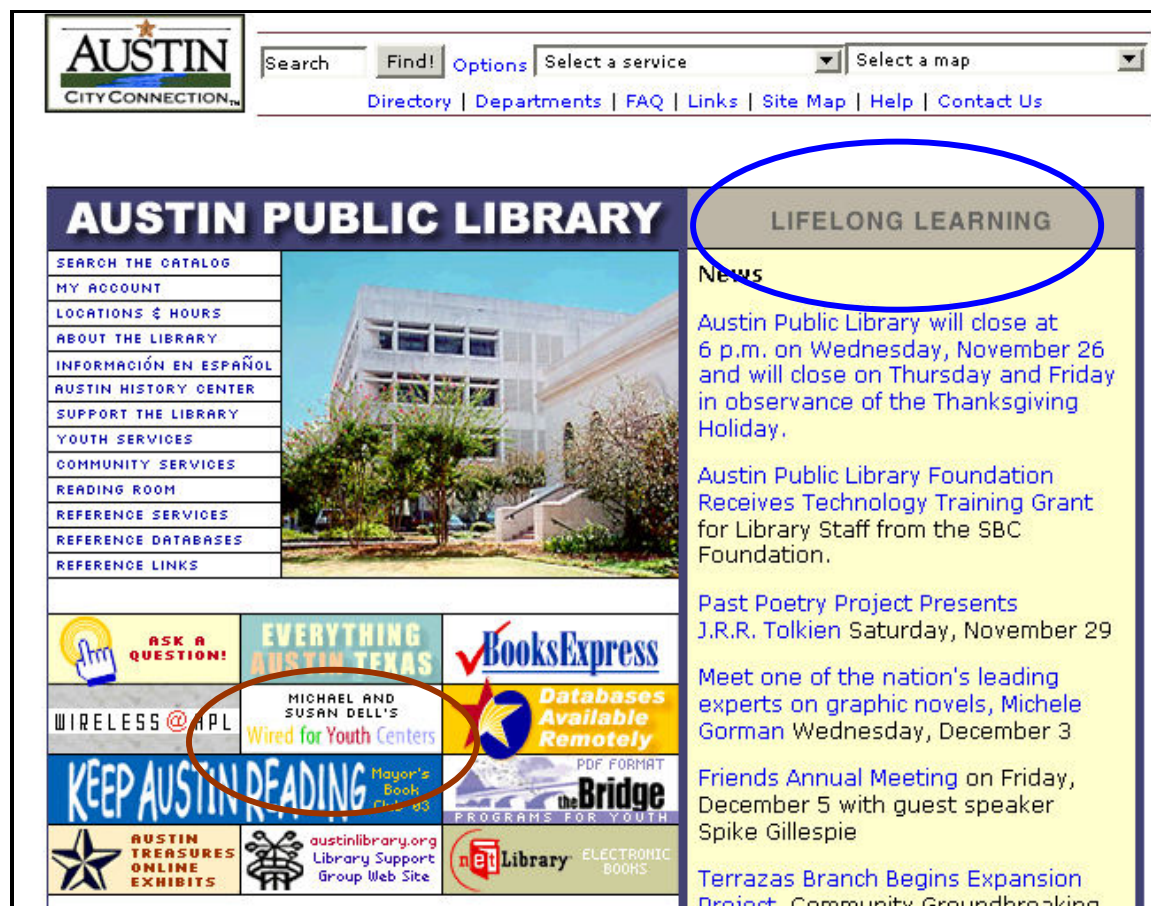 AUSTIN
CITY CONNECTION TM
Search Find! Options Select a service Select a map
Directory | Departments | FAQ | Links | Site Map | Help | Contact Us
AUSTIN PUBLIC LIBRARY
SEARCH THE CATALOG
MY ACCOUNT
LOCATIONS & HOURS
ABOUT THE LIBRARY
INFORMACIÓN EN ESPAÑOL
AUSTIN HISTORY CENTER
SUPPORT THE LIBRARY
YOUTH SERVICES
COMMUNITY SERVICES
READING ROOM
REFERENCE SERVICES
REFERENCE DATABASES
REFERENCE LINKS
ASK A
QUESTION!
EVERYTHING
AUSTIN TEXAS
BooksExpress
WIRELESS@APL
MICHAEL AND
SUSAN DELL'S
Wired for Youth Centers
Databases
Available
Remotely
KEEP AUSTIN READING
Mayor's
Book
Club '03
PDF FORMAT
the Bridge
PROGRAMS FOR YOUTH
AUSTIN
TREASURES
ONLINE
EXHIBITS
austinlibrary.org
Library Support
Group Web Site
netLibrary
ELECTRONIC
BOOKS
LIFELONG LEARNING
News
Austin Public Library will close at
6 p.m. on Wednesday, November 26
and will close on Thursday and Friday
in observance of the Thanksgiving
Holiday.
Austin Public Library Foundation
Receives Technology Training Grant
for Library Staff from the SBC
Foundation.
Past Poetry Project Presents
J.R.R. Tolkien Saturday, November 29
Meet one of the nation's leading
experts on graphic novels, Michele
Gorman Wednesday, December 3
Friends Annual Meeting on Friday,
December 5 with guest speaker
Spike Gillespie
Terrazas Branch Begins Expansion
Project, Community Groundbreaking